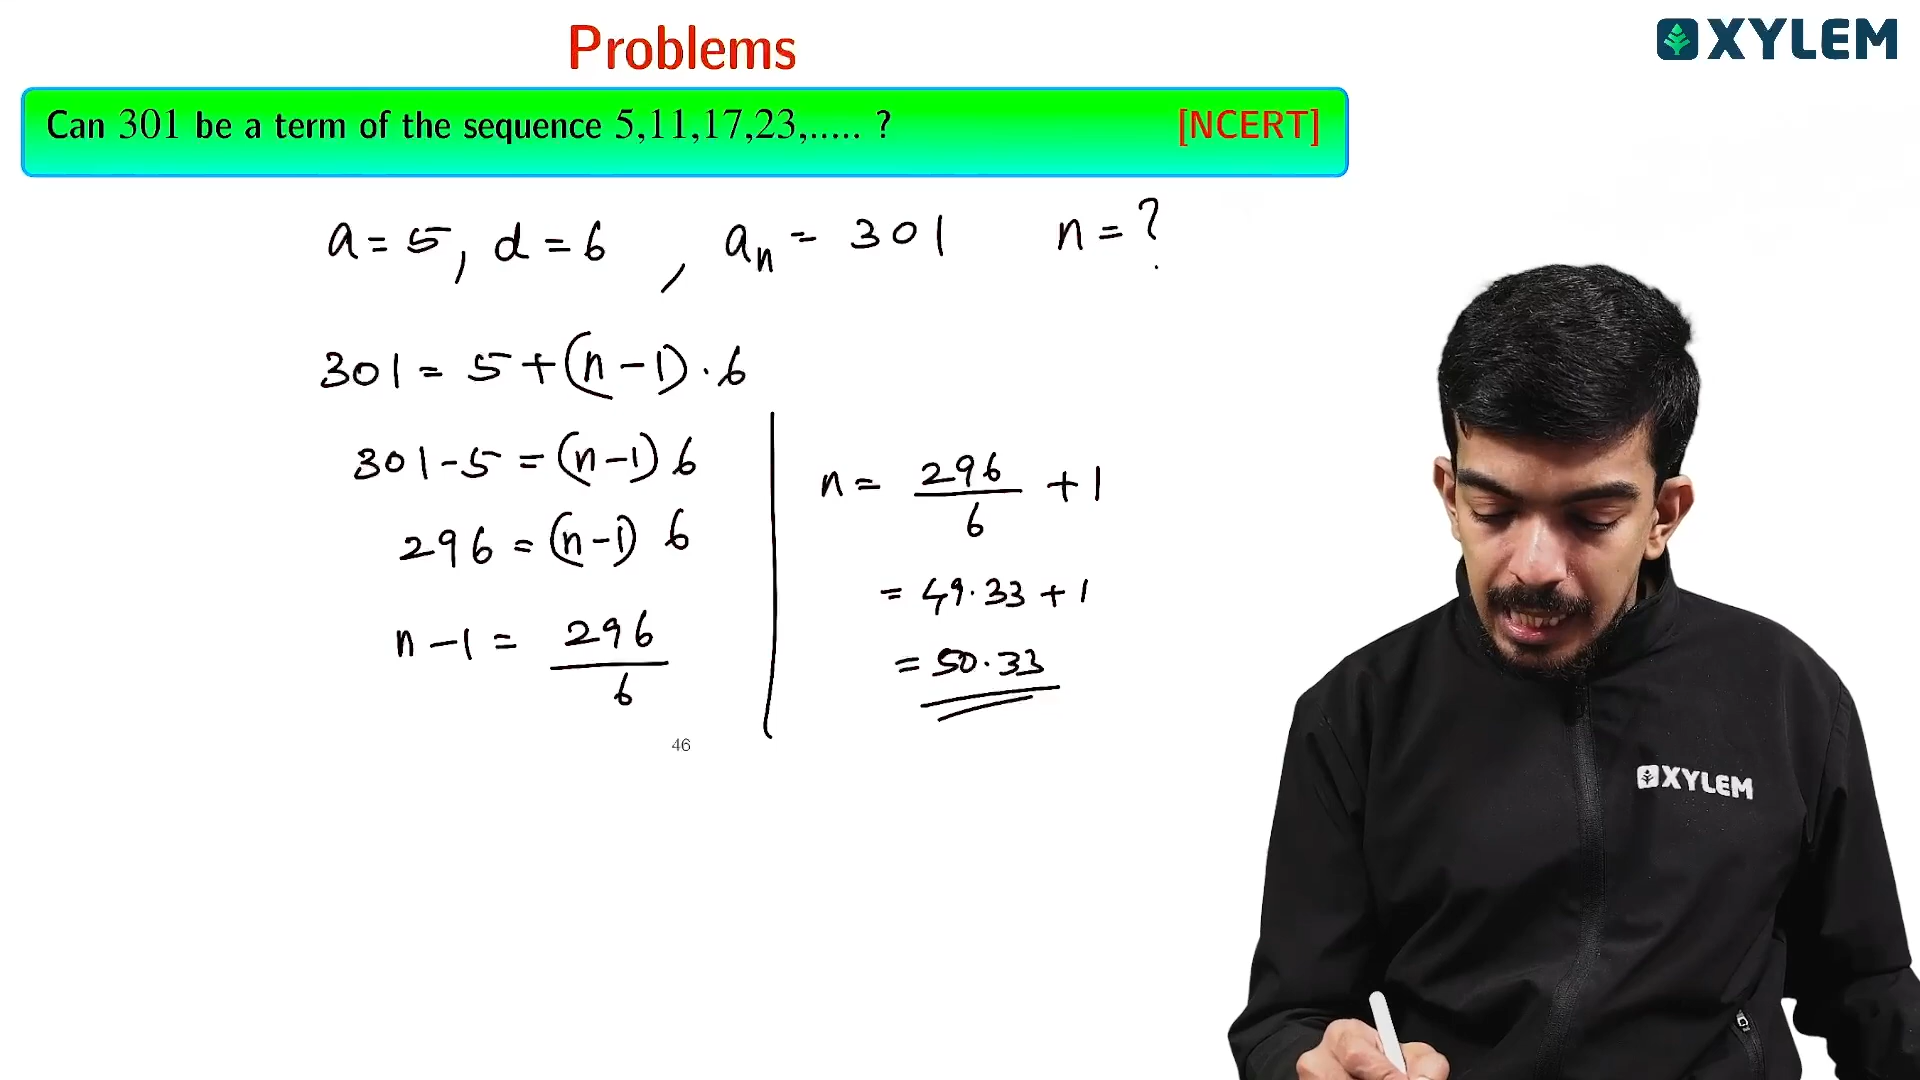 Problems
XYLEM
Can 301 be a term of the sequence 5,11,17,23,..... ? [NCERT]
a = 5, d = 6 , aₙ = 301 n = ?
301 = 5 + (n - 1) . 6
301 - 5 = (n - 1) 6
296 = (n - 1) 6
n - 1 = 296/6
n = 296/6 + 1
= 49.33 + 1
= 50.33
46
XYLEM